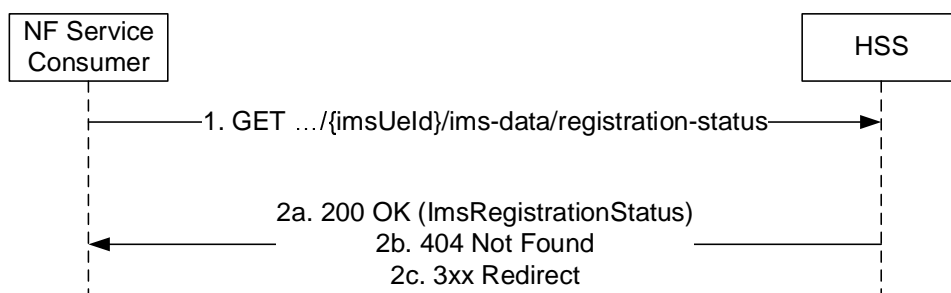 NF Service
Consumer
HSS
1. GET …/{imsUeId}/ims-data/registration-status
2a. 200 OK (ImsRegistrationStatus)
2b. 404 Not Found
2c. 3xx Redirect